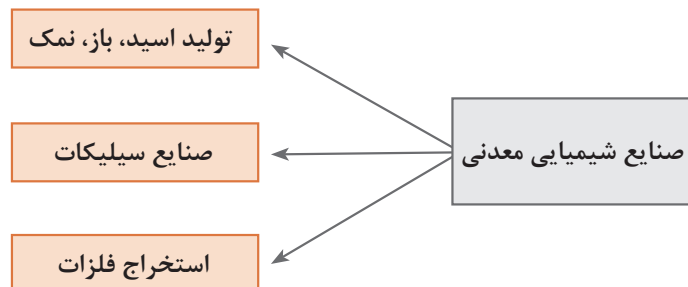 صنایع شیمیایی معدنی
تولید اسید، باز، نمک
صنایع سیلیکات
استخراج فلزات